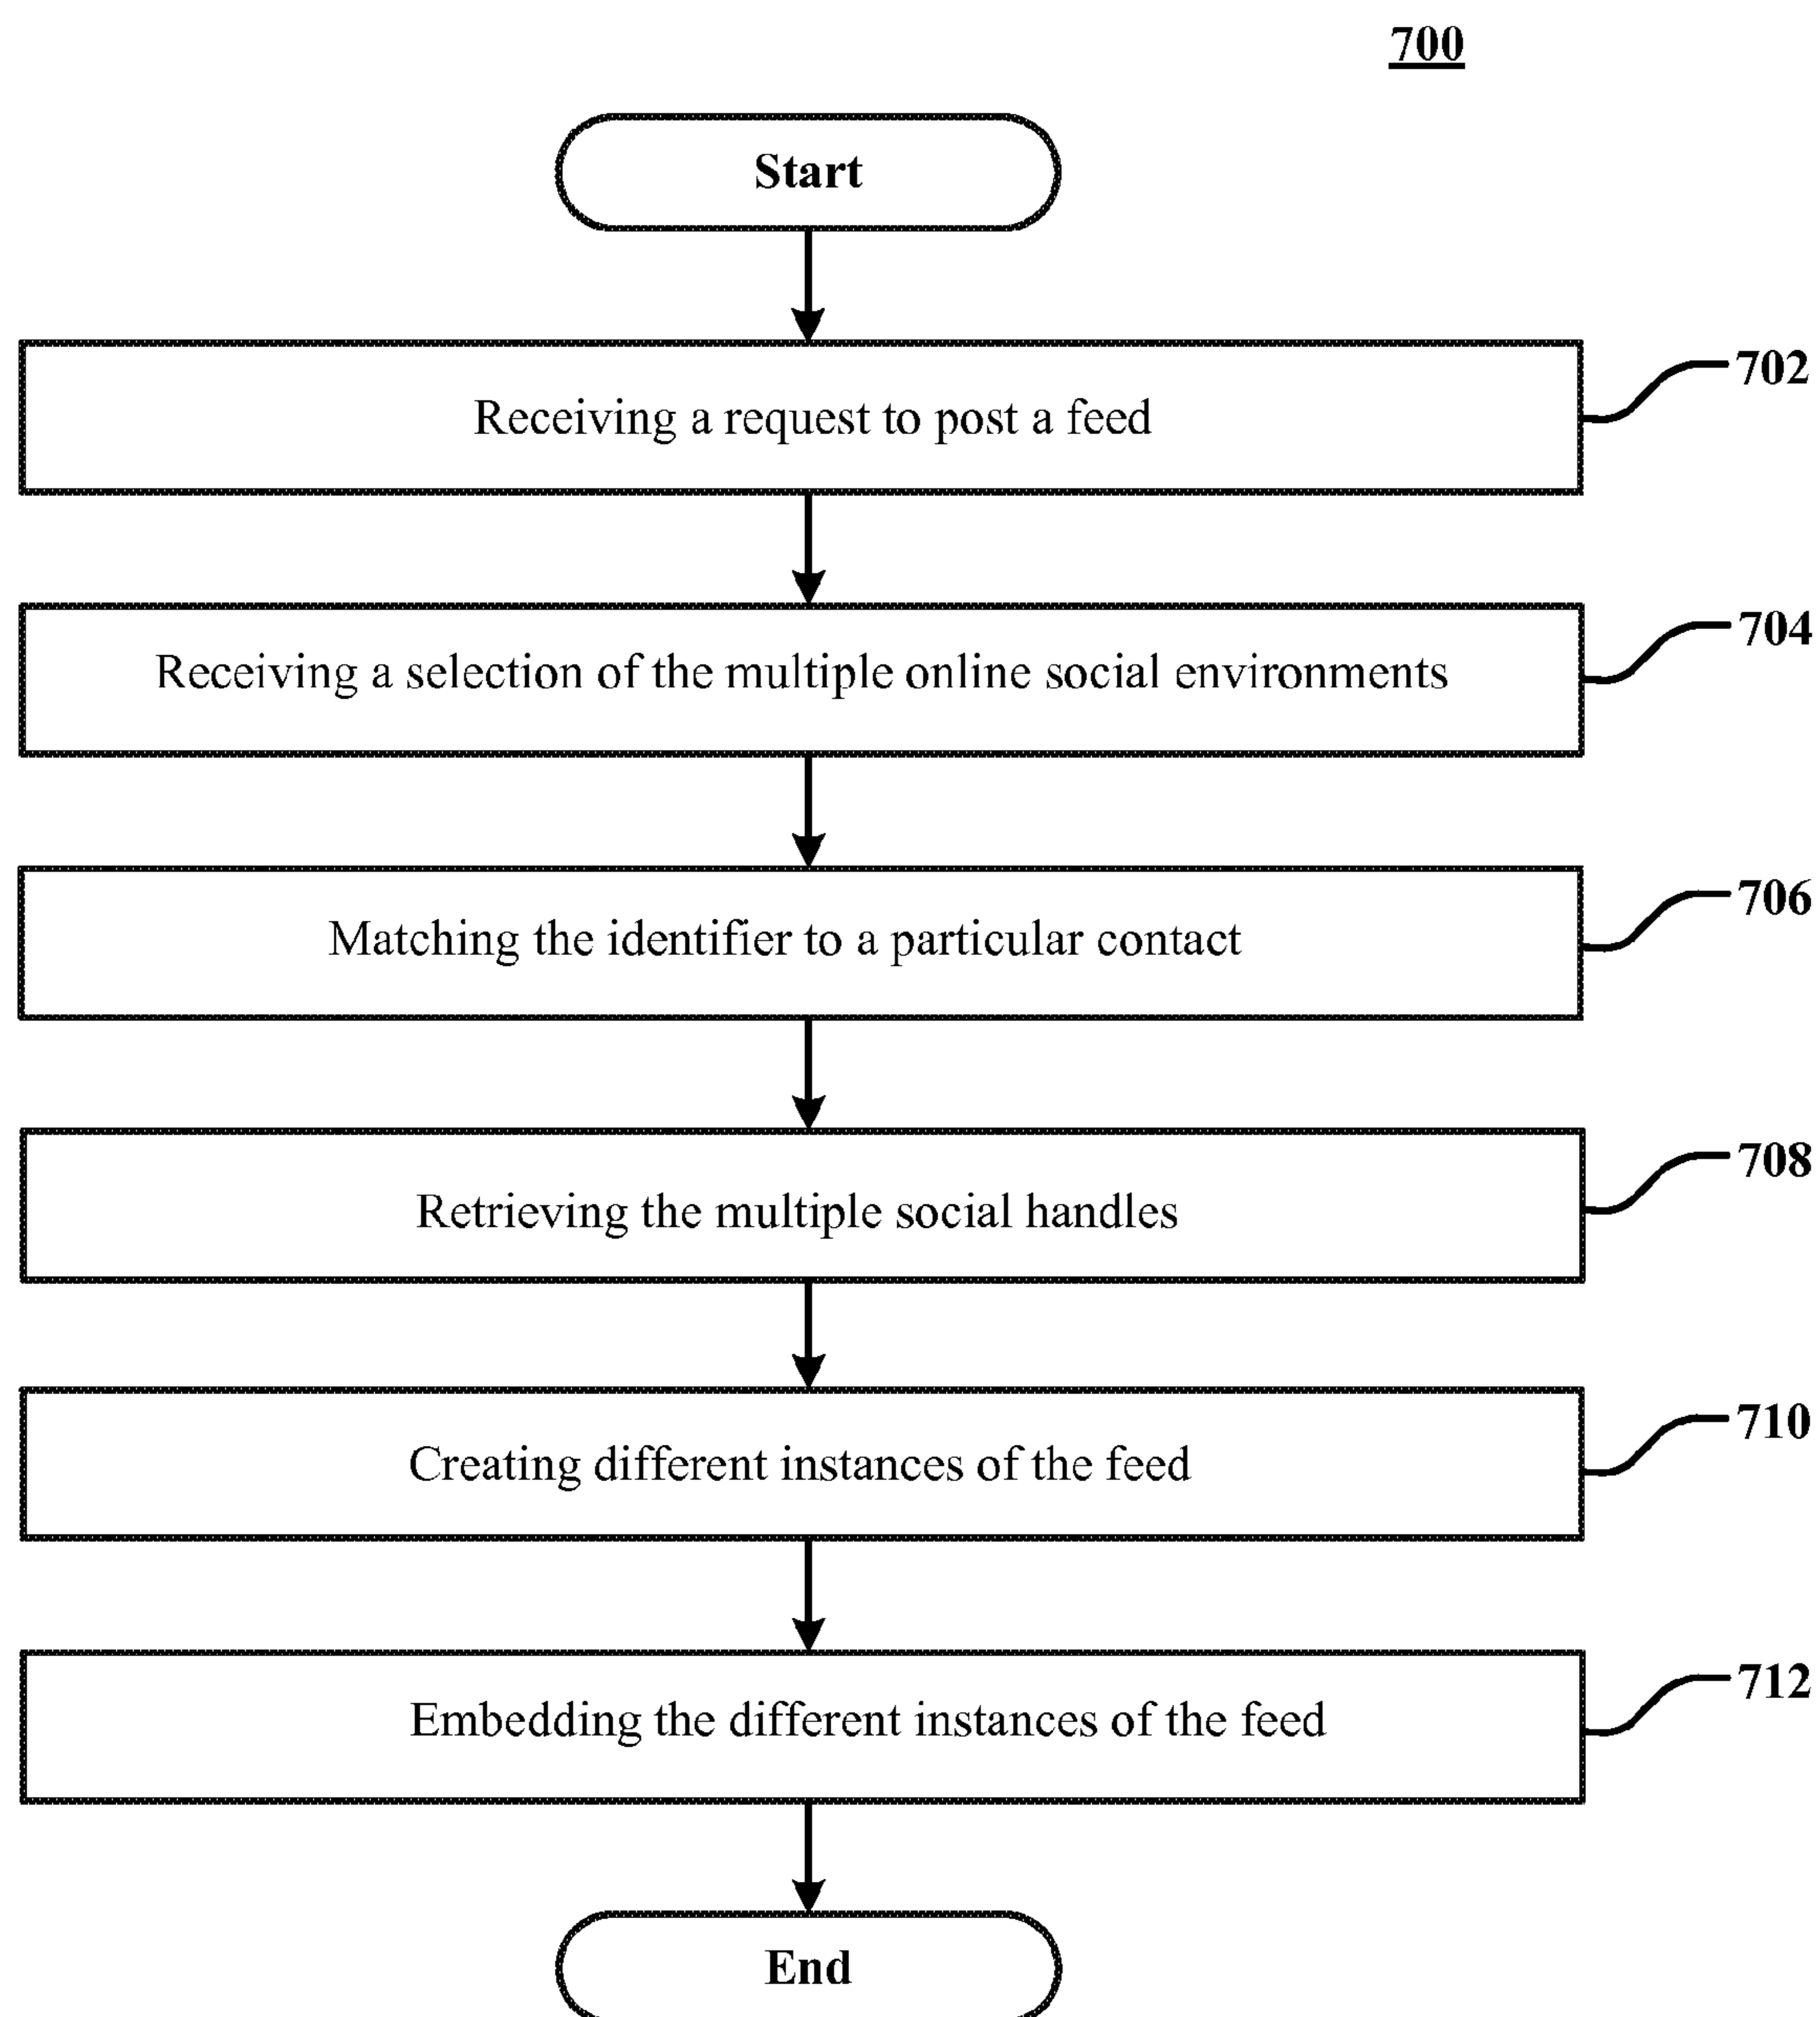 700
Start
Receiving a request to post a feed
702
Receiving a selection of the multiple online social environments
704
Matching the identifier to a particular contact
706
Retrieving the multiple social handles
708
Creating different instances of the feed
710
Embedding the different instances of the feed
712
End